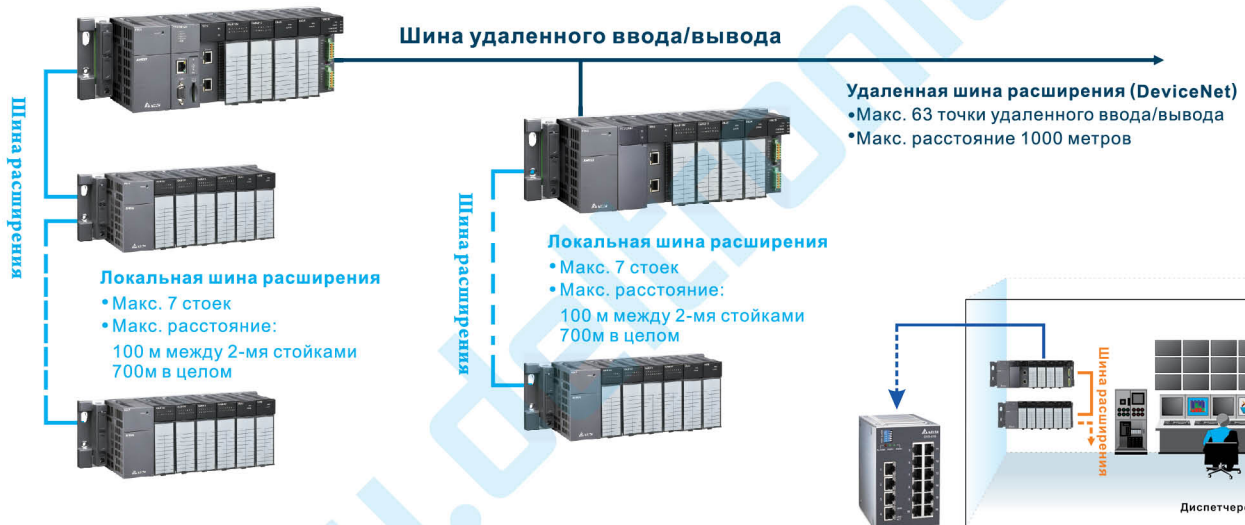 Шина удаленного ввода/вывода
Удаленная шина расширения (DeviceNet)
•Макс. 63 точки удаленного ввода/вывода
•Макс. расстояние 1000 метров
Шина расширения
Локальная шина расширения
• Макс. 7 стоек
• Макс. расстояние:
100 м между 2-мя стойками
700м в целом
Шина расширения
Локальная шина расширения
• Макс. 7 стоек
• Макс. расстояние:
100 м между 2-мя стойками
700м в целом
Шина расширения